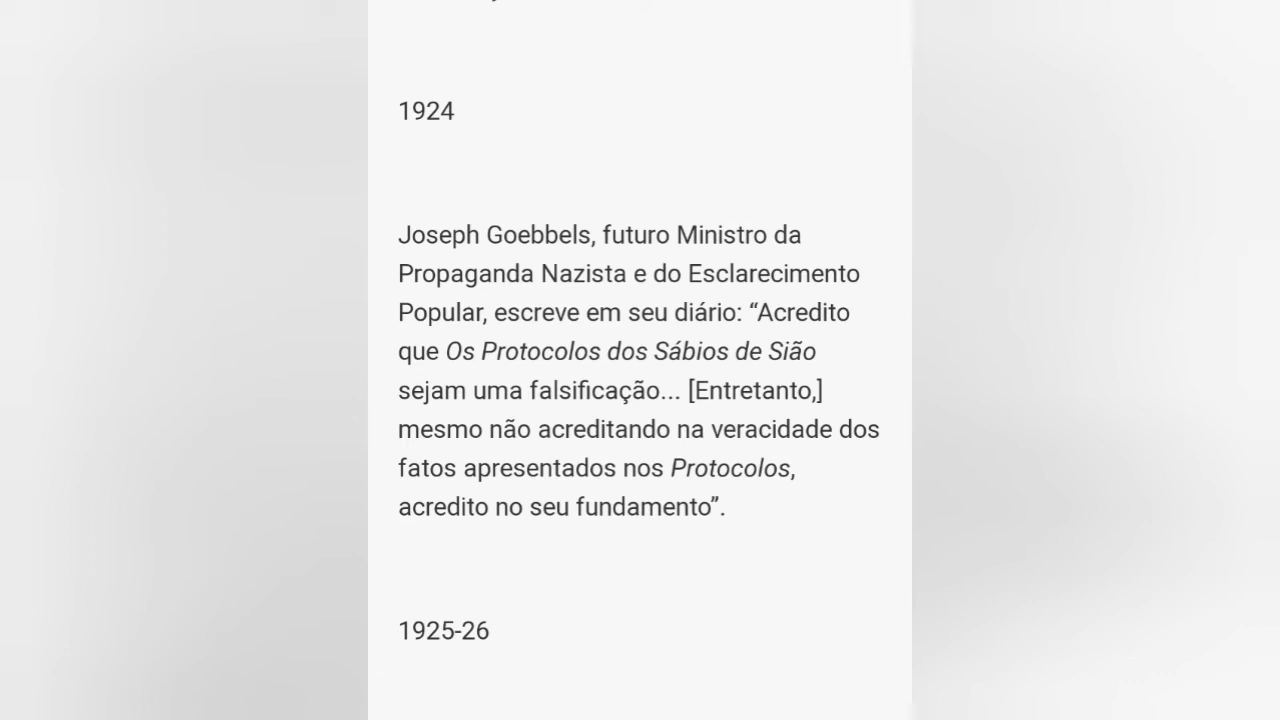 1924
Joseph Goebbels, futuro Ministro da
Propaganda Nazista e do Esclarecimento
Popular, escreve em seu diário: “Acredito
que Os Protocolos dos Sábios de Sião
sejam uma falsificação... [Entretanto,]
mesmo não acreditando na veracidade dos
fatos apresentados nos Protocolos,
acredito no seu fundamento”.
1925-26